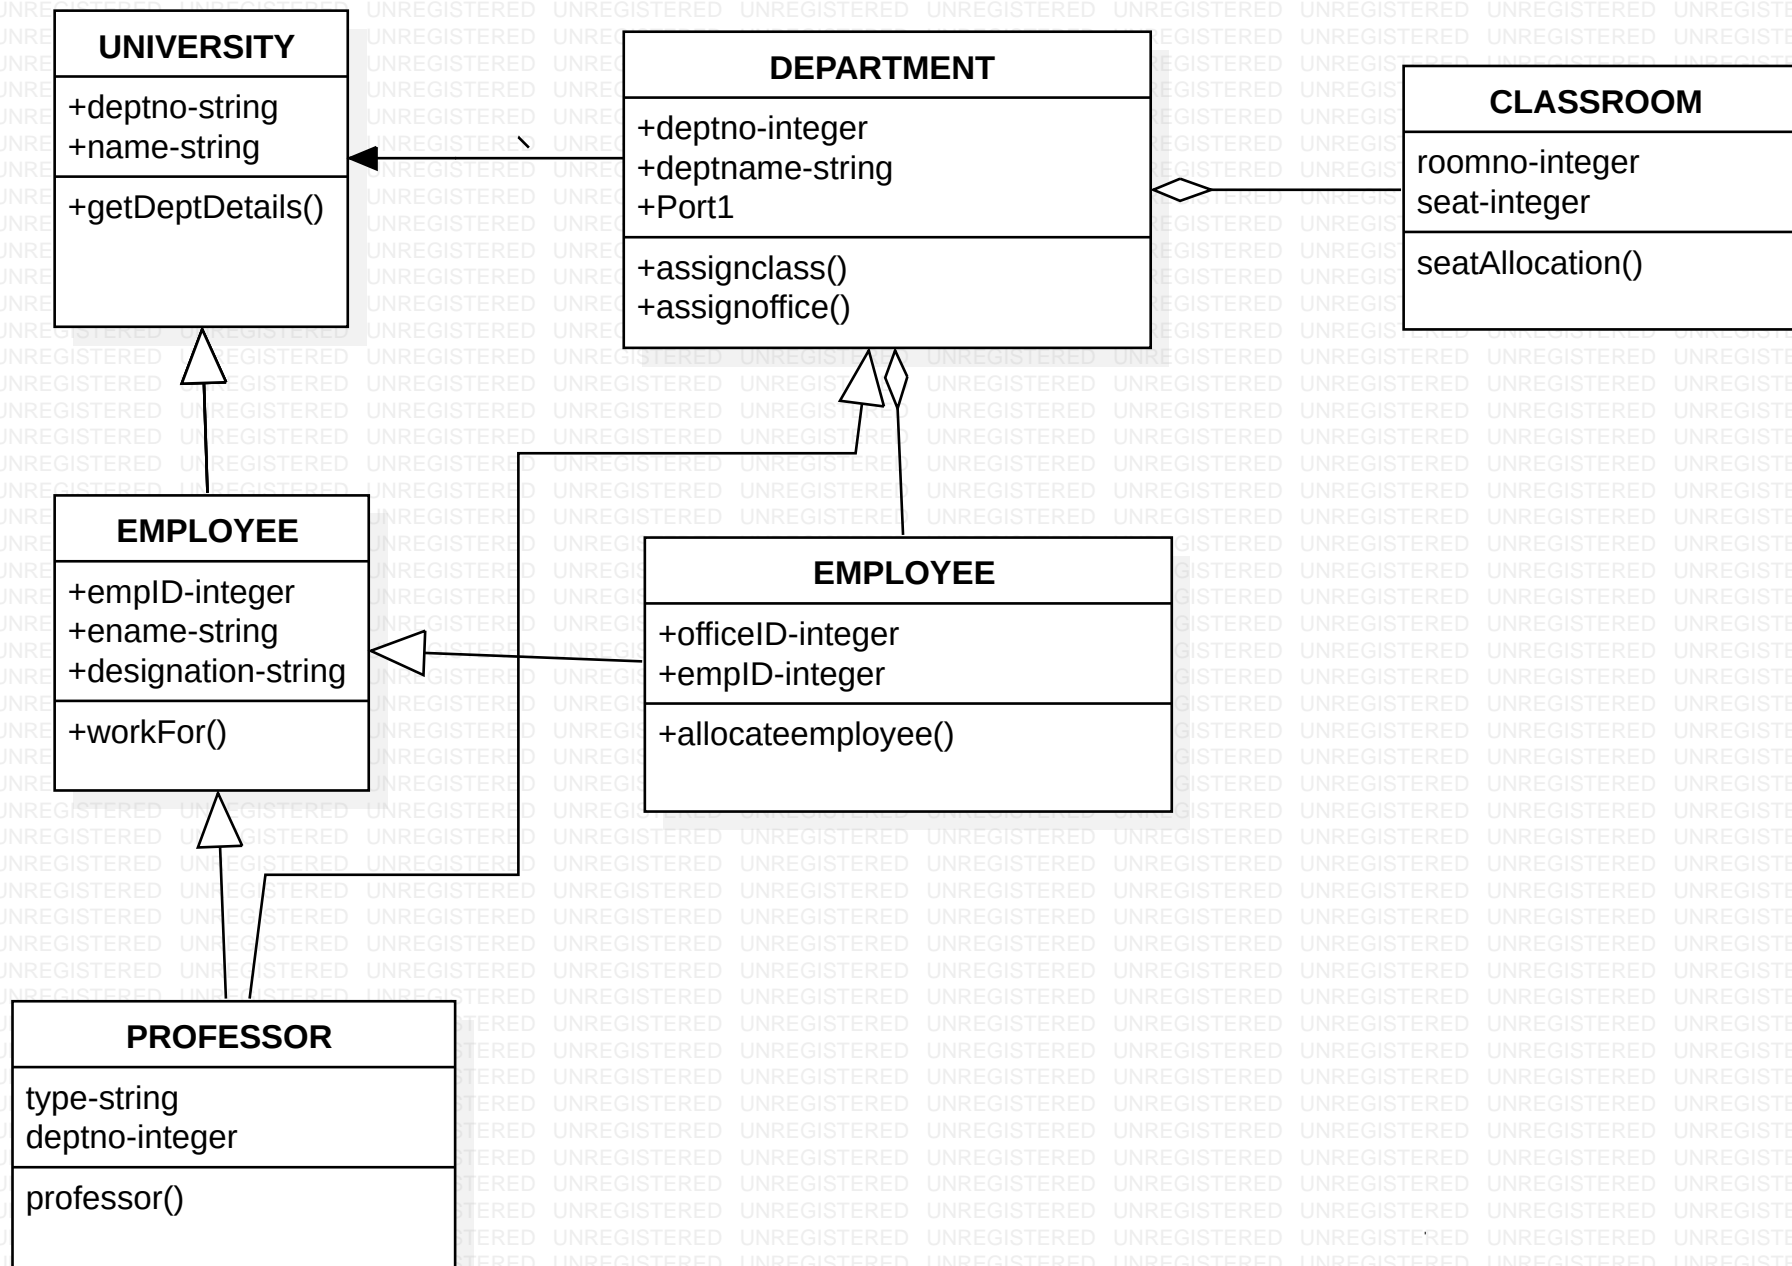 UNIVERSITY
+deptno-string
+name-string
+getDeptDetails()
DEPARTMENT
+deptno-integer
+deptname-string
+Port1
+assignclass()
+assignoffice()
CLASSROOM
roomno-integer
seat-integer
seatAllocation()
EMPLOYEE
+empID-integer
+ename-string
+designation-string
+workFor()
EMPLOYEE
+officeID-integer
+empID-integer
+allocateemployee()
PROFESSOR
type-string
deptno-integer
professor()
UNREGISTERED